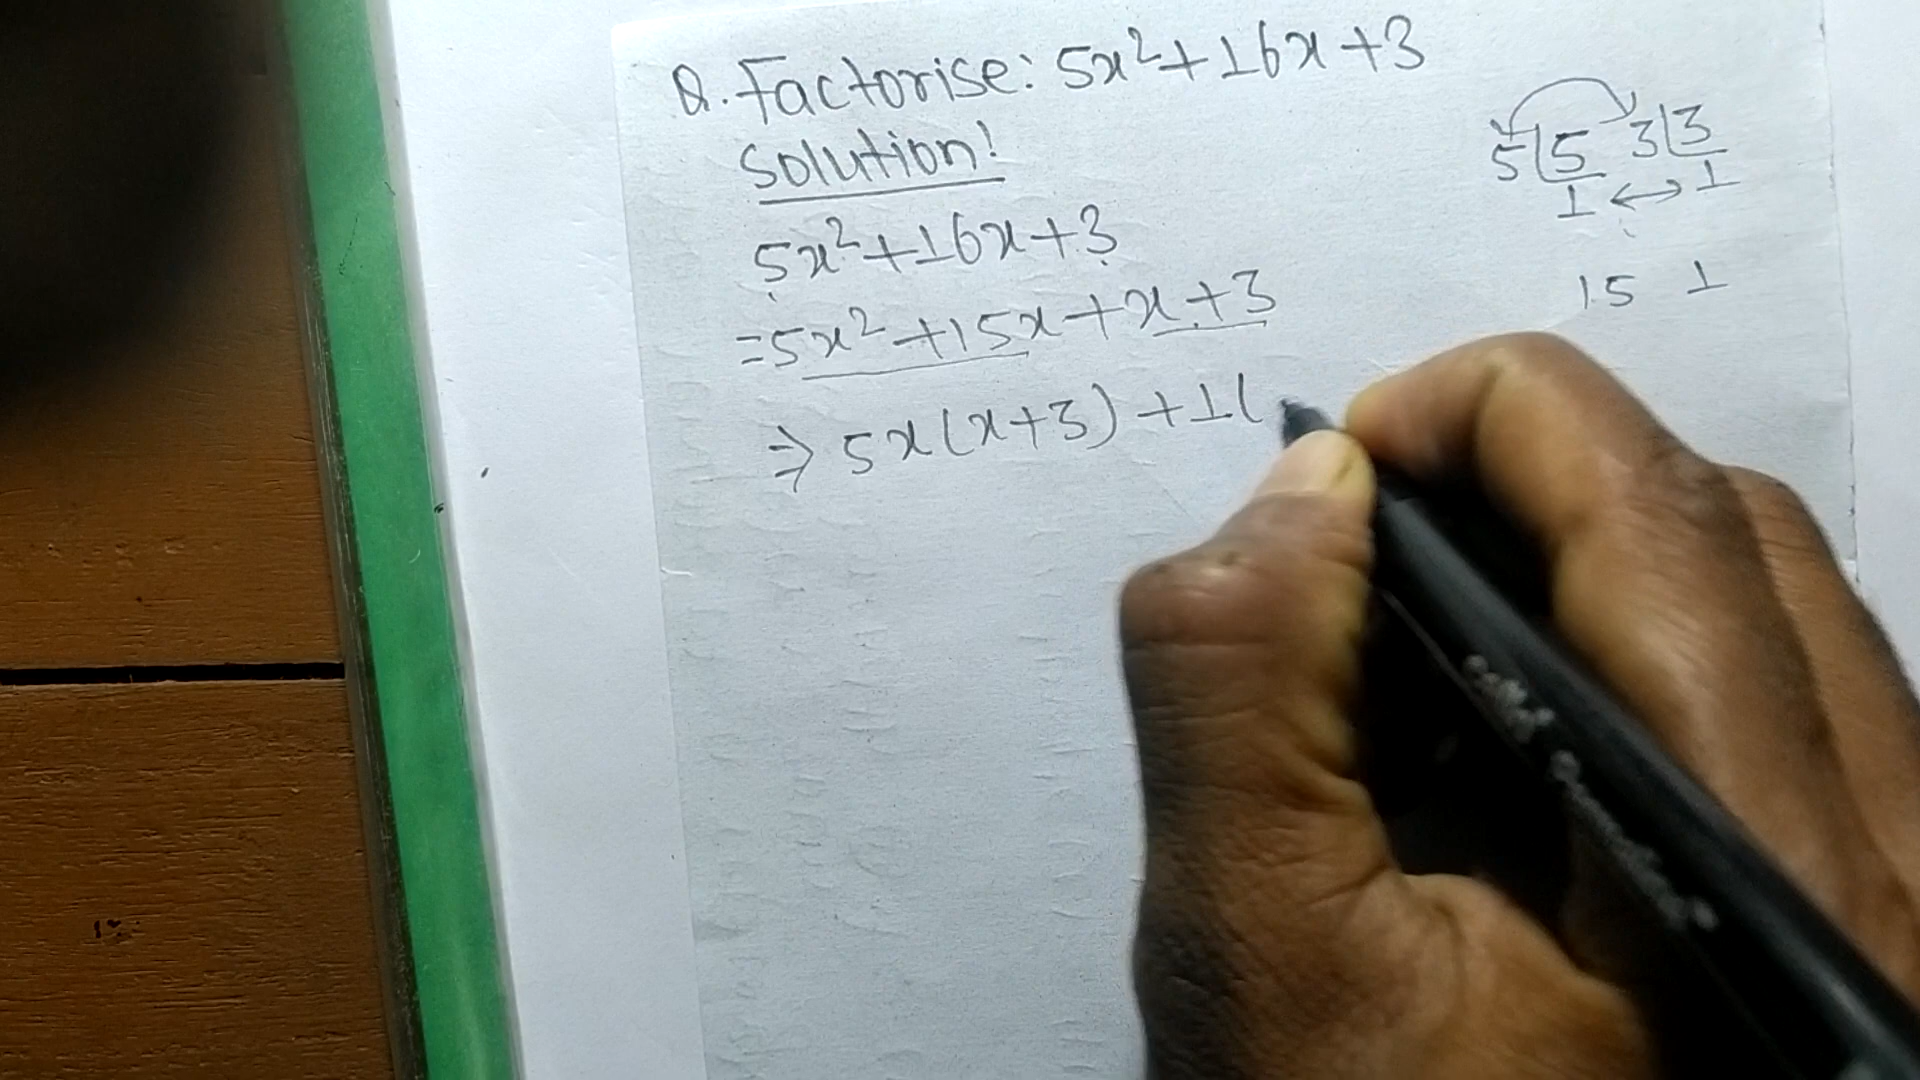 Q. Factorise: 5x²+16x+3
Solution!
5x²+16x+3
=5x²+15x+x+3
⇒ 5x(x+3)+1(
5|5 3|3
1 ↔ 1
15 1